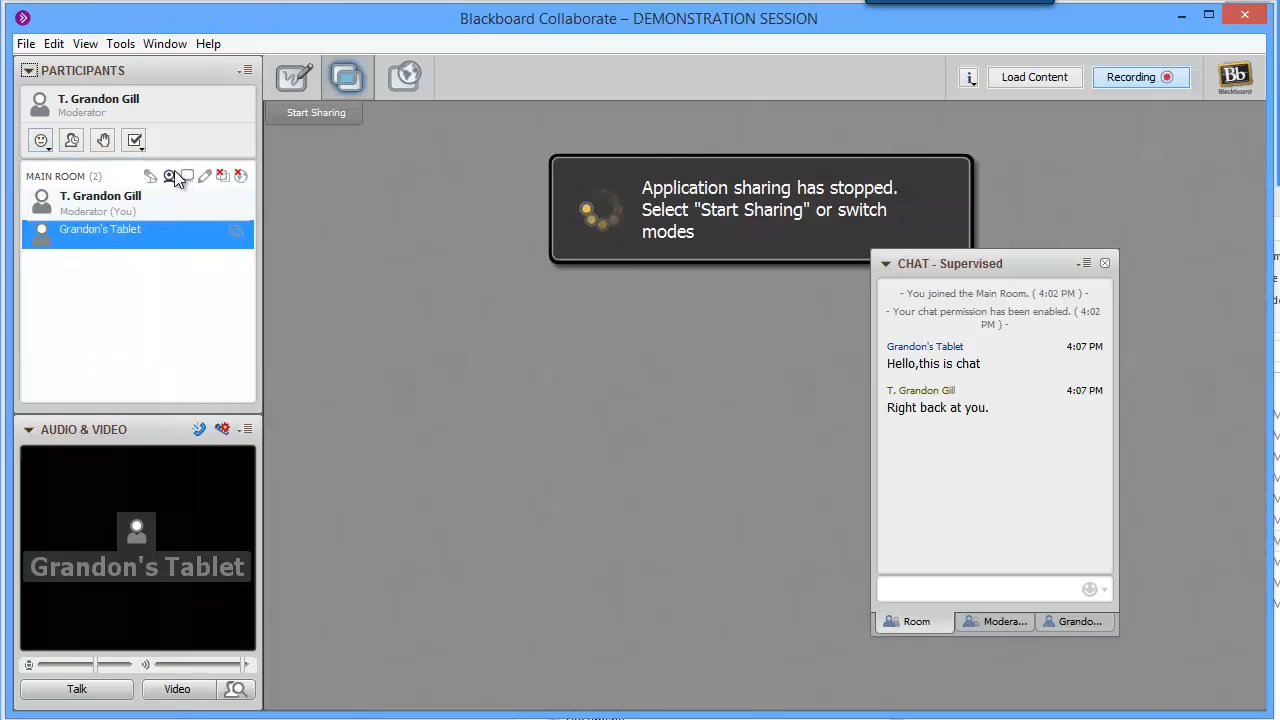 Blackboard Collaborate – DEMONSTRATION SESSION
File Edit View Tools Window Help
PARTICIPANTS
T. Grandon Gill
Moderator
MAIN ROOM (2)
T. Grandon Gill
Moderator (You)
Grandon's Tablet
AUDIO & VIDEO
Grandon's Tablet
Talk Video
Start Sharing
Load Content Recording
Bb
Blackboard
Application sharing has stopped.
Select "Start Sharing" or switch
modes
CHAT - Supervised
- You joined the Main Room. ( 4:02 PM ) -
- Your chat permission has been enabled. ( 4:02
PM ) -
Grandon's Tablet 4:07 PM
Hello,this is chat
T. Grandon Gill 4:07 PM
Right back at you.
Room Modera... Grando...